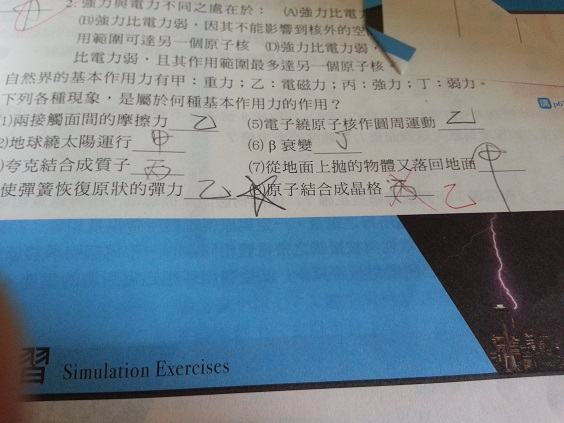 2. 強力與電力不同之處在於： (A)強力比電力
(B)強力比電力弱，因其不能影響到核外的空
用範圍可達另一個原子核 (D)強力比電力弱，
比電力弱，且其作用範圍最多達另一個原子核。
自然界的基本作用力有甲：重力；乙：電磁力；丙：強力；丁：弱力。
下列各種現象，是屬於何種基本作用力的作用？
(1)兩接觸面間的摩擦力 乙 (5)電子繞原子核作圓周運動 乙
2)地球繞太陽運行 甲 (6) β 衰變 丁
)夸克結合成質子 丙 (7)從地面上拋的物體又落回地面 甲
使彈簧恢復原狀的彈力 乙 (8)原子結合成晶格 丙 乙
習 Simulation Exercises